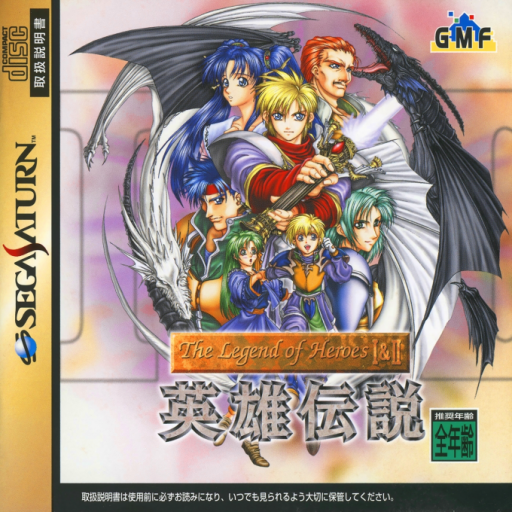 COMPACT
disc
取扱説明書
GMF
SEGA SATURN™
The Legend of Heroes I&II
英雄伝説
推奨年齢
全年齢
取扱説明書は使用前に必ずお読みになり、いつでも見られるよう大切に保管してください。